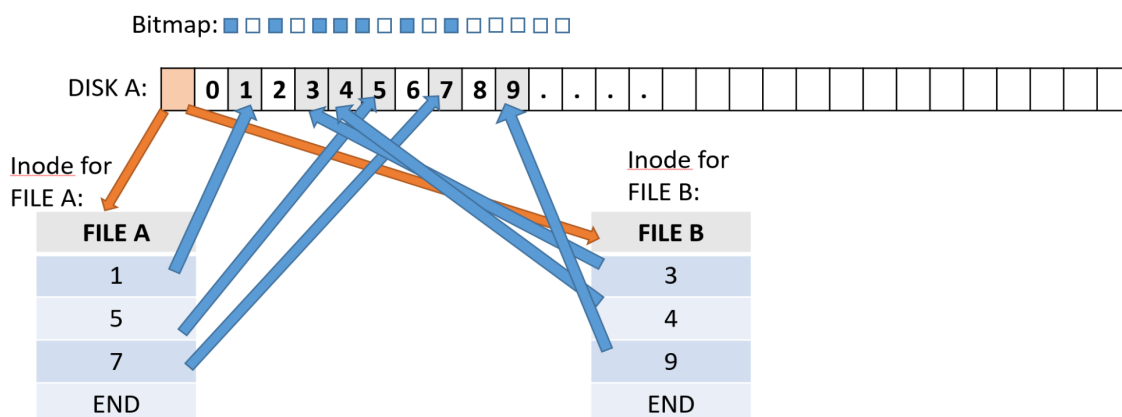 Bitmap:
DISK A: 0 1 2 3 4 5 6 7 8 9 . . . .
Inode for
FILE A:
FILE A
1
5
7
END
Inode for
FILE B:
FILE B
3
4
9
END